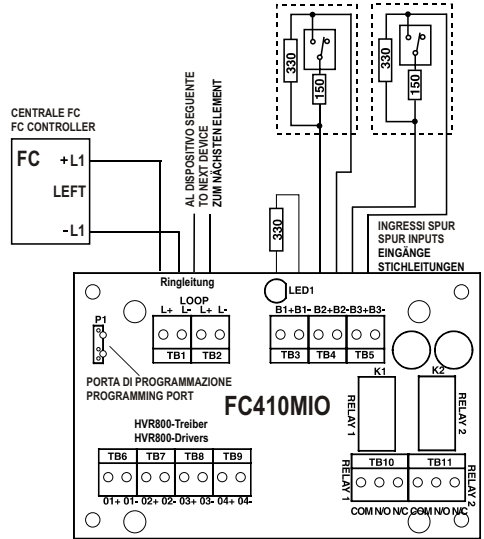 330
150
330
150
CENTRALE FC
FC CONTROLLER
FC
+L1
LEFT
-L1
AL DISPOSITIVO SEGUENTE
TO NEXT DEVICE
ZUM NÄCHSTEN ELEMENT
330
INGRESSI SPUR
SPUR INPUTS
EINGÄNGE
STICHLEITUNGEN
Ringleitung
LOOP
L+ L- L+ L-
TB1 TB2
LED1
B1+ B1- B2+ B2- B3+ B3-
TB3 TB4 TB5
P1
PORTA DI PROGRAMMAZIONE
PROGRAMMING PORT
FC410MIO
K1 K2
RELAY 1
RELAY 2
HVR800-Treiber
HVR800-Drivers
TB6 TB7 TB8 TB9
01+ 01- 02+ 02- 03+ 03- 04+ 04-
RELAY 1
TB10 TB11
RELAY 2
COM N/O N/C COM N/O N/C